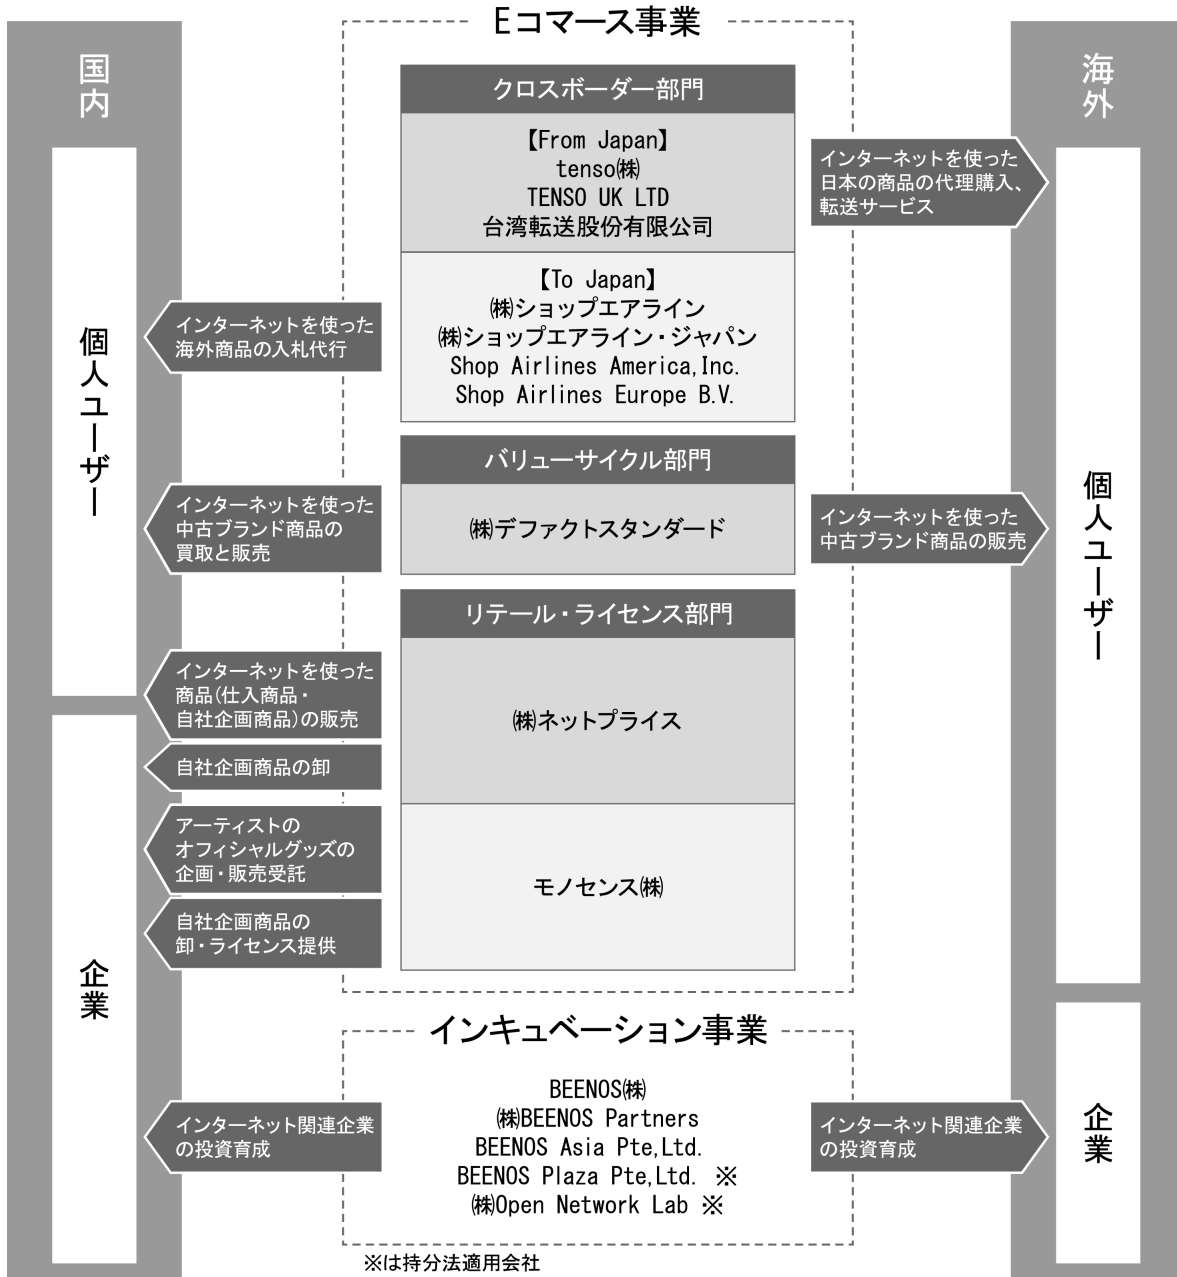 Eコマース事業
国内
海外
クロスボーダー部門
【From Japan】
tenso㈱
TENSO UK LTD
台湾転送股份有限公司
インターネットを使った
日本の商品の代理購入、
転送サービス
【To Japan】
㈱ショップエアライン
㈱ショップエアライン・ジャパン
Shop Airlines America,Inc.
Shop Airlines Europe B.V.
インターネットを使った
海外商品の入札代行
個人ユーザー
個人ユーザー
バリューサイクル部門
㈱デファクトスタンダード
インターネットを使った
中古ブランド商品の
買取と販売
インターネットを使った
中古ブランド商品の販売
リテール・ライセンス部門
㈱ネットプライス
インターネットを使った
商品(仕入商品・
自社企画商品)の販売
自社企画商品の卸
モノセンス㈱
アーティストの
オフィシャルグッズの
企画・販売受託
自社企画商品の
卸・ライセンス提供
企業
企業
インキュベーション事業
BEENOS㈱
㈱BEENOS Partners
BEENOS Asia Pte,Ltd.
BEENOS Plaza Pte,Ltd. ※
㈱Open Network Lab ※
インターネット関連企業
の投資育成
インターネット関連企業
の投資育成
※は持分法適用会社